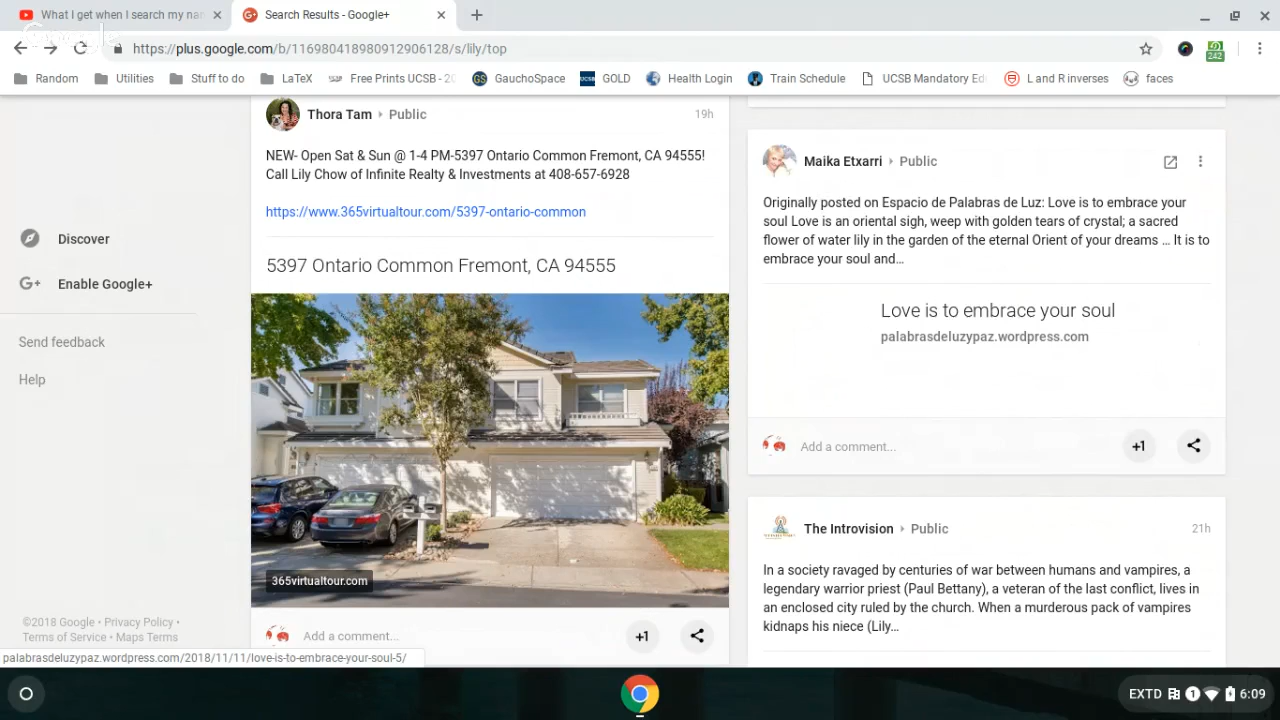 What I get when I search my nar
Search Results - Google+
https://plus.google.com/b/116980418980912906128/s/lily/top
242
Random
Utilities
Stuff to do
LaTeX
Free Prints UCSB - 20
GauchoSpace
GOLD
Health Login
Train Schedule
UCSB Mandatory Ed
L and R inverses
faces
Discover
Enable Google+
Send feedback
Help
©2018 Google • Privacy Policy •
Terms of Service • Maps Terms
Thora Tam
Public
19h
NEW- Open Sat & Sun @ 1-4 PM-5397 Ontario Common Fremont, CA 94555!
Call Lily Chow of Infinite Realty & Investments at 408-657-6928
https://www.365virtualtour.com/5397-ontario-common
5397 Ontario Common Fremont, CA 94555
365virtualtour.com
Add a comment...
+1
Maika Etxarri
Public
Originally posted on Espacio de Palabras de Luz: Love is to embrace your
soul Love is an oriental sigh, weep with golden tears of crystal; a sacred
flower of water lily in the garden of the eternal Orient of your dreams … It is to
embrace your soul and…
Love is to embrace your soul
palabrasdeluzypaz.wordpress.com
Add a comment...
+1
The Introvision
Public
21h
In a society ravaged by centuries of war between humans and vampires, a
legendary warrior priest (Paul Bettany), a veteran of the last conflict, lives in
an enclosed city ruled by the church. When a murderous pack of vampires
kidnaps his niece (Lily…
palabrasdeluzypaz.wordpress.com/2018/11/11/love-is-to-embrace-your-soul-5/
EXTD
1
6:09